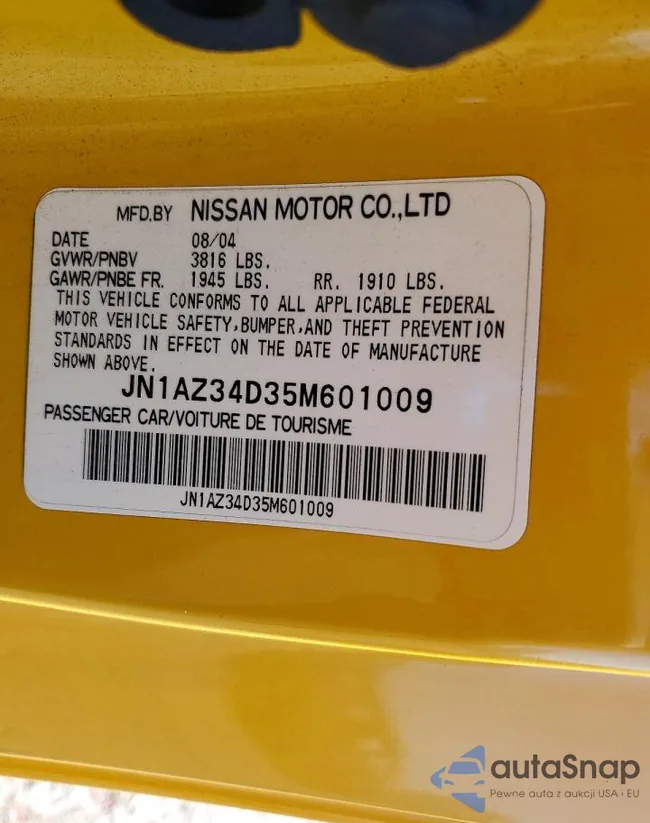 MFD.BY NISSAN MOTOR CO.,LTD
DATE 08/04
GVWR/PNBV 3816 LBS.
GAWR/PNBE FR. 1945 LBS. RR. 1910 LBS.
THIS VEHICLE CONFORMS TO ALL APPLICABLE FEDERAL
MOTOR VEHICLE SAFETY,BUMPER,AND THEFT PREVENTION
STANDARDS IN EFFECT ON THE DATE OF MANUFACTURE
SHOWN ABOVE.
JN1AZ34D35M601009
PASSENGER CAR/VOITURE DE TOURISME
JN1AZ34D35M601009
autaSnap
Pewne auta z aukcji USA i EU